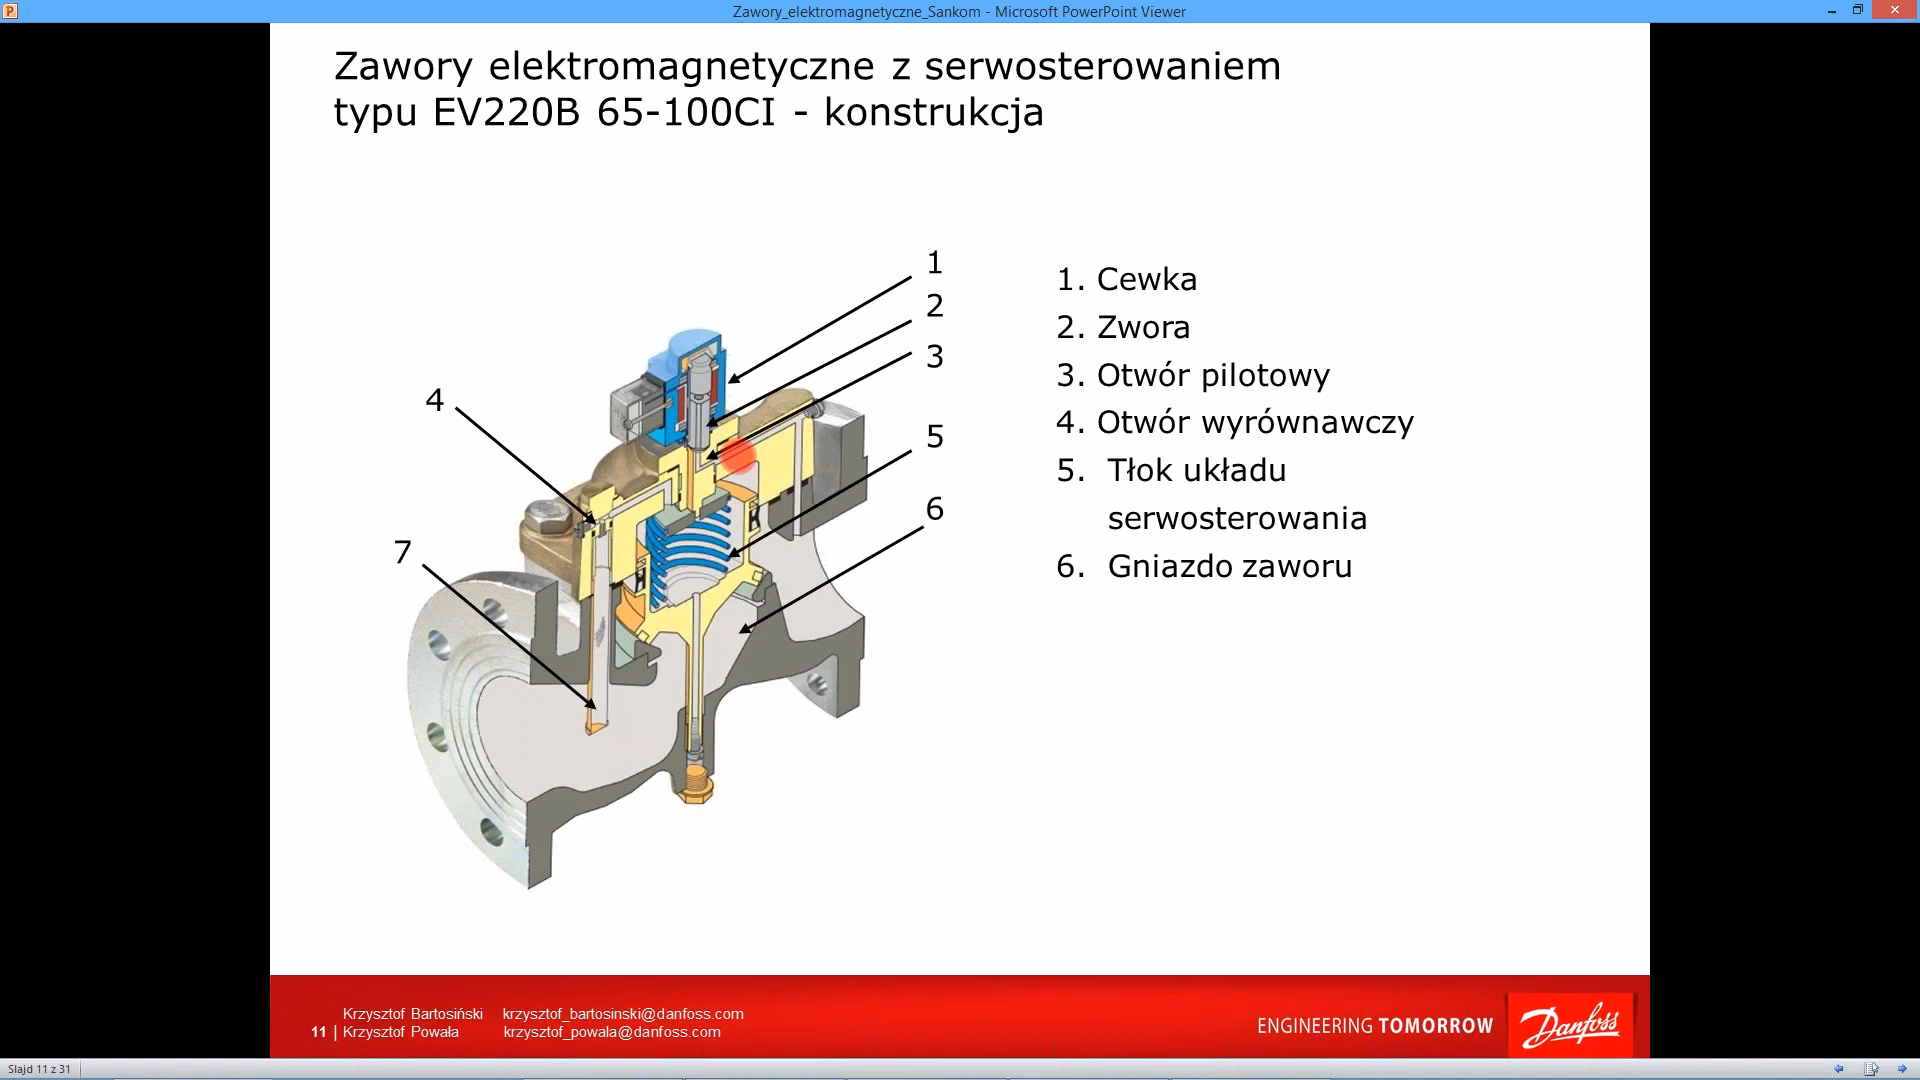 Zawory_elektromagnetyczne_Sankom - Microsoft PowerPoint Viewer
Zawory elektromagnetyczne z serwosterowaniem
typu EV220B 65-100CI - konstrukcja
1
2
3
4
5
6
7
1. Cewka
2. Zwora
3. Otwór pilotowy
4. Otwór wyrównawczy
5. Tłok układu
serwosterowania
6. Gniazdo zaworu
Krzysztof Bartosiński krzysztof_bartosinski@danfoss.com
11 | Krzysztof Powała krzysztof_powala@danfoss.com
ENGINEERING TOMORROW
Danfoss
Slajd 11 z 31